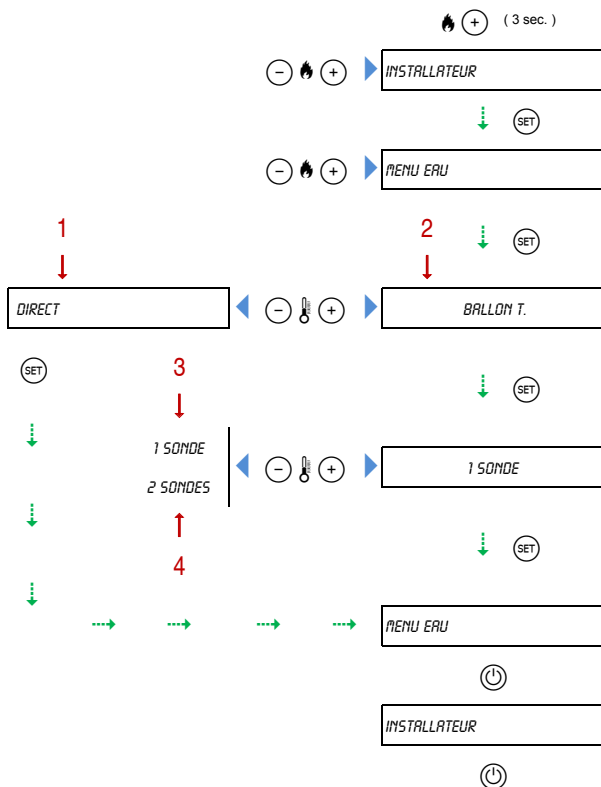 ( 3 sec. )
INSTALLATEUR
SET
MENU EAU
1
2
SET
DIRECT
BALLON T.
SET
3
SET
1 SONDE
2 SONDES
1 SONDE
4
SET
MENU EAU
INSTALLATEUR